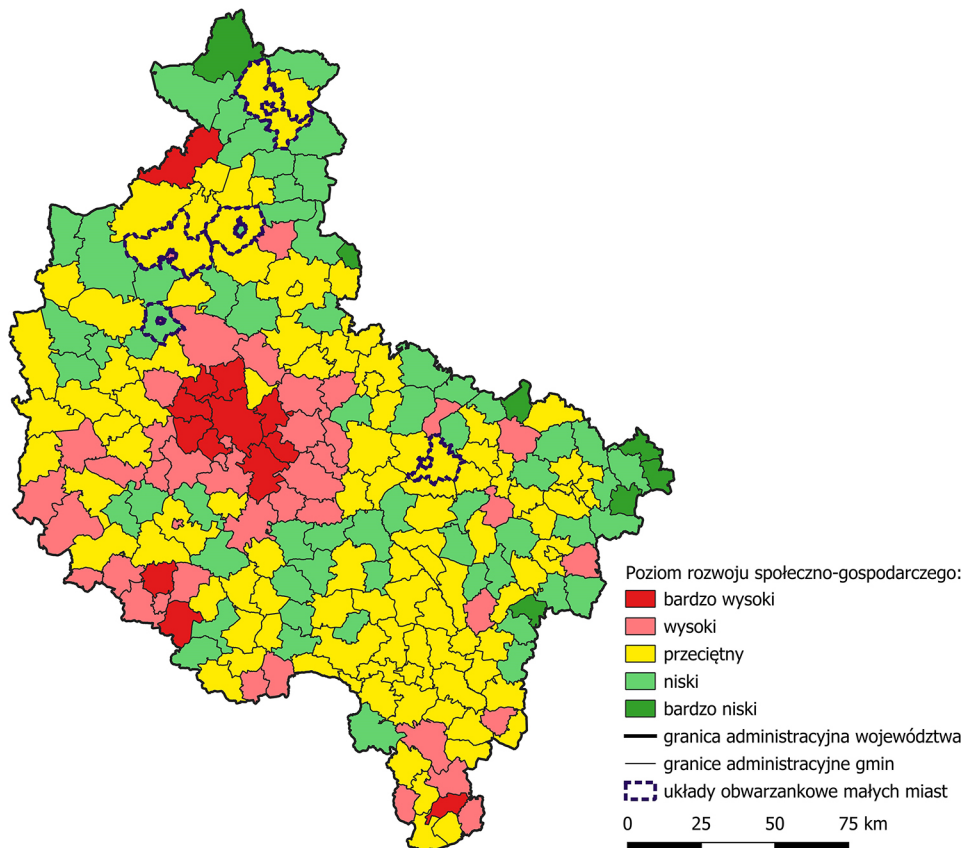 Poziom rozwoju społeczno-gospodarczego:
bardzo wysoki
wysoki
przeciętny
niski
bardzo niski
granica administracyjna województwa
granice administracyjne gmin
układy obwarzankowe małych miast
0 25 50 75 km